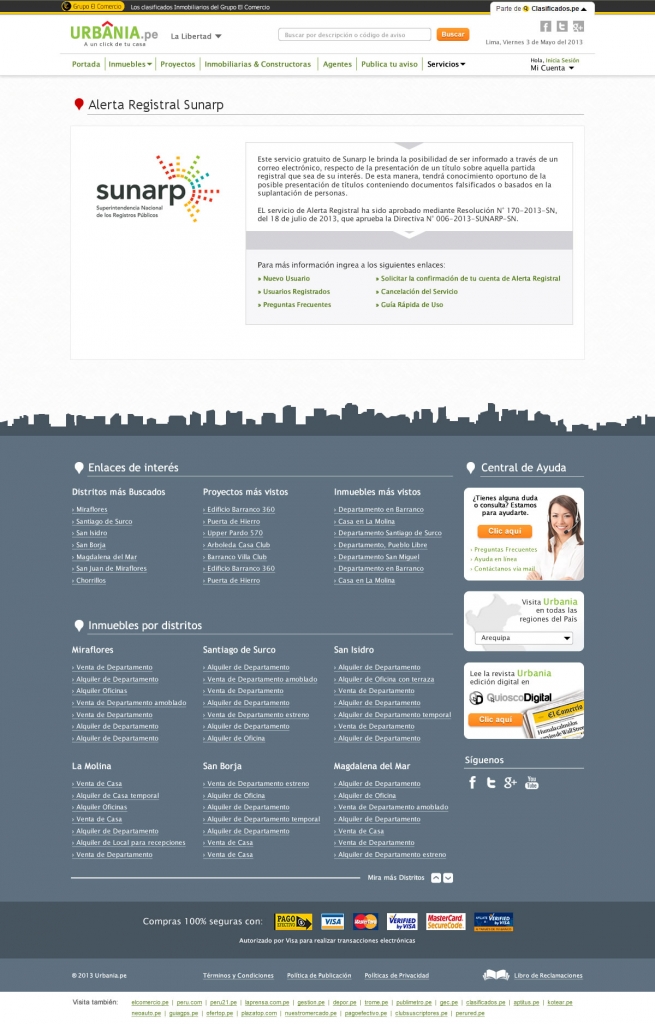 Grupo El Comercio Los clasificados Inmobiliarios del Grupo El Comercio
Parte de Clasificados.pe
URBANIA.pe
A un click de tu casa
La Libertad
Buscar por descripción o código de aviso
Buscar
Lima, Viernes 3 de Mayo del 2013
Portada | Inmuebles | Proyectos | Inmobiliarias & Constructoras | Agentes | Publica tu aviso | Servicios
Hola, Inicia Sesión
Mi Cuenta
Alerta Registral Sunarp
sunarp
Superintendencia Nacional
de los Registros Públicos
Este servicio gratuito de Sunarp le brinda la posibilidad de ser informado a través de un
correo electrónico, respecto de la presentación de un título sobre aquella partida
registral que sea de su interés. De esta manera, tendrá conocimiento oportuno de la
posible presentación de títulos conteniendo documentos falsificados o basados en la
suplantación de personas.
EL servicio de Alerta Registral ha sido aprobado mediante Resolución N° 170-2013-SN,
del 18 de julio de 2013, que aprueba la Directiva N° 006-2013-SUNARP-SN.
Para más información ingrea a los siguientes enlaces:
» Nuevo Usuario
» Solicitar la confirmación de tu cuenta de Alerta Registral
» Usuarios Registrados
» Cancelación del Servicio
» Preguntas Frecuentes
» Guía Rápida de Uso
Enlaces de interés
Distritos más Buscados
› Miraflores
› Santiago de Surco
› San Isidro
› San Borja
› Magdalena del Mar
› San Juan de Miraflores
› Chorrillos
Proyectos más vistos
› Edificio Barranco 360
› Puerta de Hierro
› Upper Pardo 570
› Arboleda Casa Club
› Barranco Villa Club
› Edificio Barranco 360
› Puerta de Hierro
Inmuebles más vistos
› Departamento en Barranco
› Casa en La Molina
› Departamento Santiago de Surco
› Departamento, Pueblo Libre
› Departamento San Miguel
› Departamento en Barranco
› Casa en La Molina
Central de Ayuda
¿Tienes alguna duda
o consulta? Estamos
para ayudarte.
Clic aquí
› Preguntas Frecuentes
› Ayuda en línea
› Contáctanos vía mail
Visita Urbania
en todas las
regiones del País
Arequipa
Lee la revista Urbania
edición digital en
QuioscoDigital
Clic aquí
El Comercio
Síguenos
You Tube
Inmuebles por distritos
Miraflores
› Venta de Departamento
› Alquiler de Departamento
› Alquiler Oficinas
› Venta de Departamento amoblado
› Venta de Departamento
› Alquiler de Departamento
› Alquiler de Departamento
Santiago de Surco
› Alquiler de Departamento
› Venta de Departamento amoblado
› Alquiler de Departamento
› Alquiler de Departamento
› Venta de Departamento estreno
› Alquiler de Departamento
› Alquiler de Oficina
San Isidro
› Alquiler de Departamento
› Alquiler de Oficina con terraza
› Venta de Departamento
› Alquiler de Departamento
› Alquiler de Departamento temporal
› Venta de Departamento
› Alquiler de Departamento
La Molina
› Venta de Casa
› Alquiler de Casa temporal
› Alquiler Oficinas
› Venta de Casa
› Alquiler de Departamento
› Alquiler de Local para recepciones
› Venta de Departamento
San Borja
› Venta de Departamento estreno
› Alquiler de Oficina
› Alquiler de Departamento
› Alquiler de Departamento temporal
› Alquiler de Departamento
› Venta de Casa
› Venta de Casa
Magdalena del Mar
› Alquiler de Departamento
› Alquiler de Oficina
› Venta de Departamento amoblado
› Alquiler de Departamento
› Venta de Casa
› Venta de Departamento
› Alquiler de Departamento estreno
Mira más Distritos
Compras 100% seguras con:
PAGO EFECTIVO
VISA
MasterCard
VERIFIED by VISA
MasterCard. SecureCode.
VERIFIED by VISA
Autorizado por Visa para realizar transacciones electrónicas
© 2013 Urbania.pe
Términos y Condiciones
Política de Publicación
Políticas de Privacidad
Libro de Reclamaciones
Visita también: elcomercio.pe | peru.com | peru21.pe | laprensa.com.pe | gestion.pe | depor.pe | trome.pe | publimetro.pe | gec.pe | clasificados.pe | aptitus.pe | kotear.pe
neoauto.pe | guiagps.pe | ofertop.pe | plazatop.com | nuestromercado.pe | pagoefectivo.pe | clubsuscriptores.pe | perured.pe